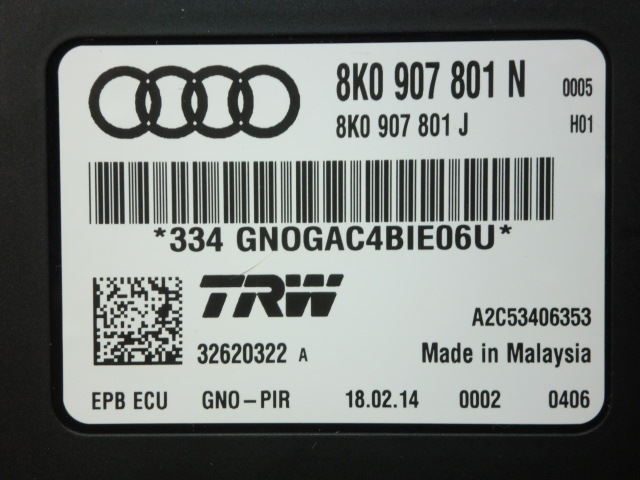 8K0 907 801 N 0005
8K0 907 801 J H01
*334 GNOGAC4BIE06U*
TRW
A2C53406353
32620322 A Made in Malaysia
EPB ECU GNO-PIR 18.02.14 0002 0406